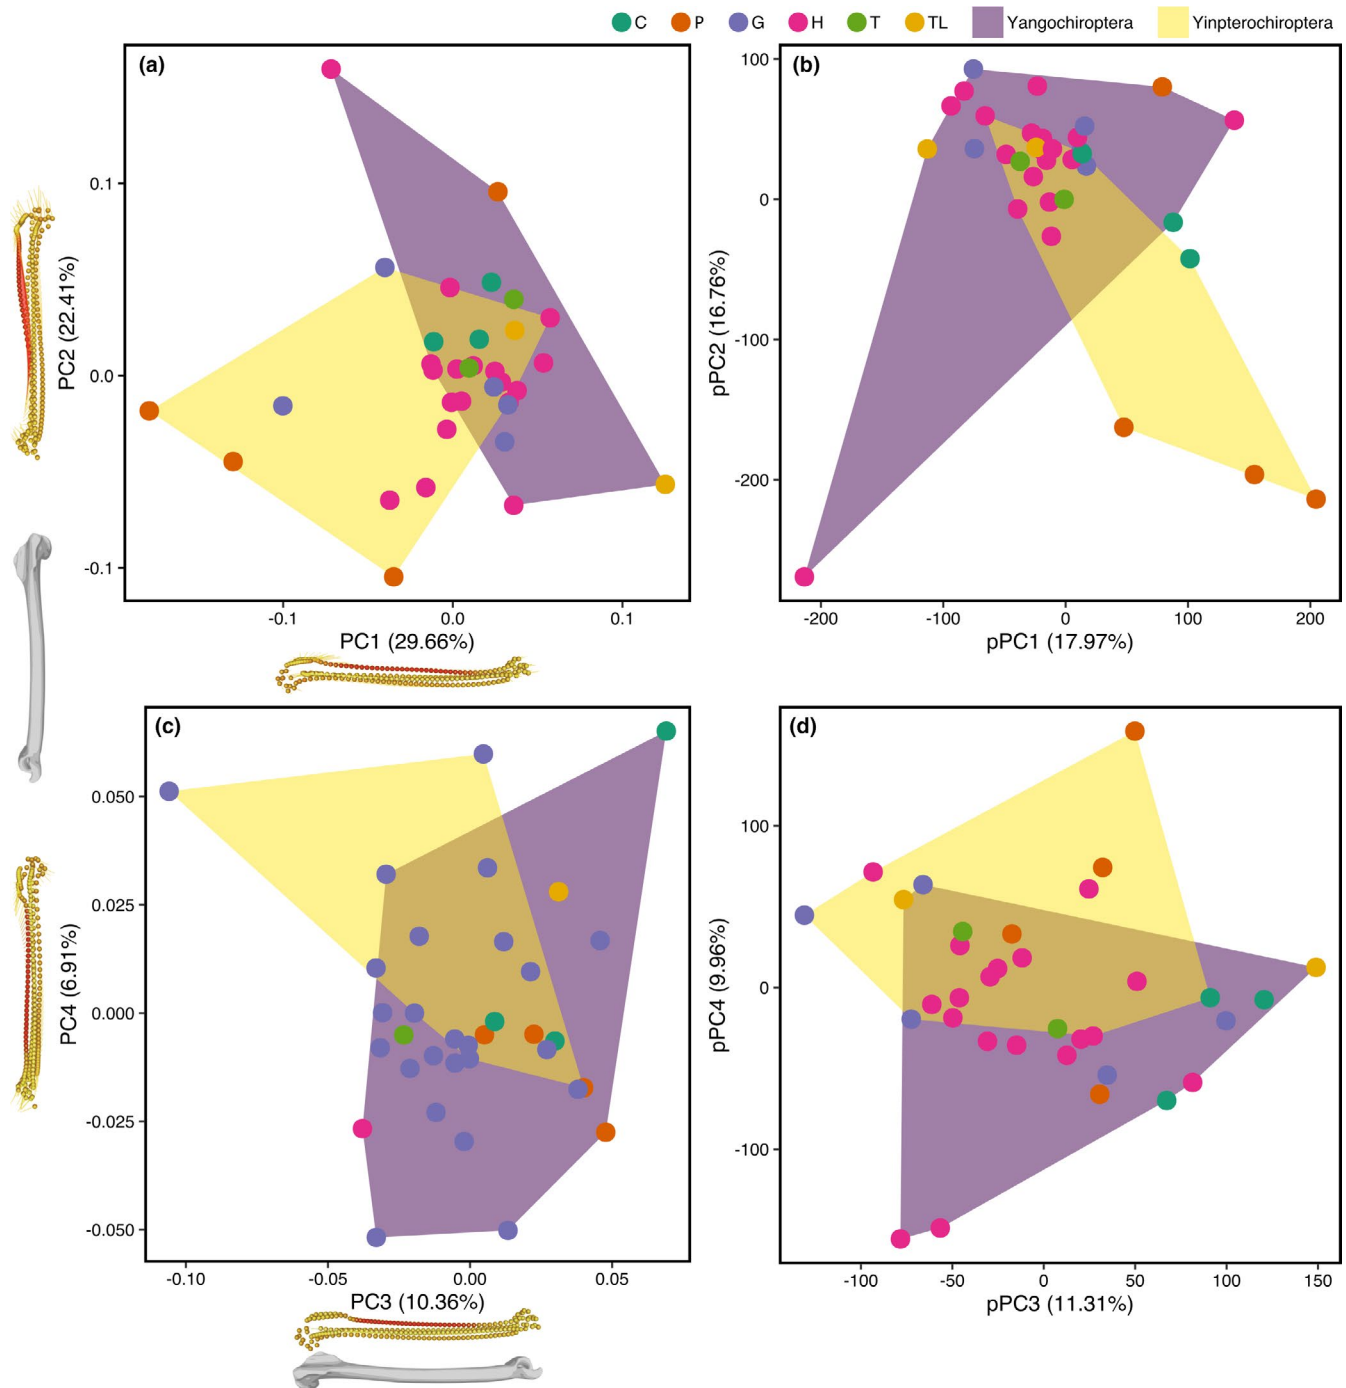 C P G H T TL Yangochiroptera Yinpterochiroptera
(a)
0.1
0.0
-0.1
PC2 (22.41%)
-0.1 0.0 0.1
PC1 (29.66%)
(b)
100
0
-100
-200
pPC2 (16.76%)
-200 -100 0 100 200
pPC1 (17.97%)
(c)
0.050
0.025
0.000
-0.025
-0.050
PC4 (6.91%)
-0.10 -0.05 0.00 0.05
PC3 (10.36%)
(d)
100
0
-100
pPC4 (9.96%)
-100 -50 0 50 100 150
pPC3 (11.31%)